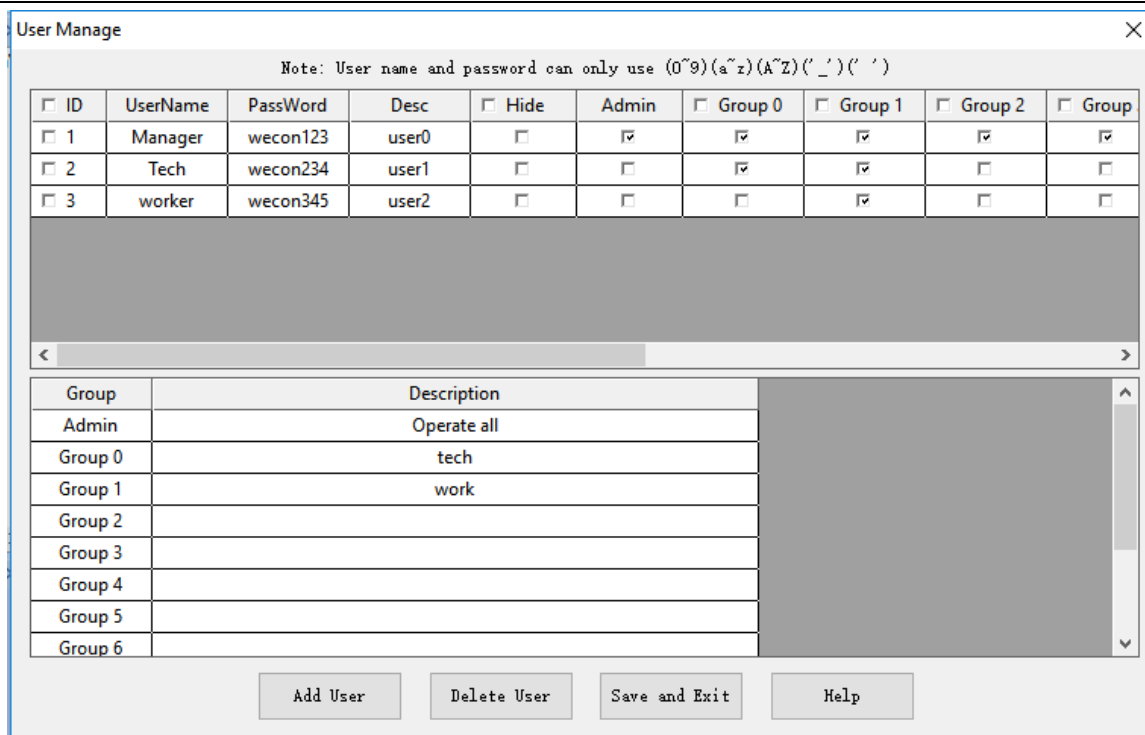 User Manage
Note: User name and password can only use (0~9)(a~z)(A~Z)('_')(' ')
ID UserName PassWord Desc Hide Admin Group 0 Group 1 Group 2 Group
1 Manager wecon123 user0
2 Tech wecon234 user1
3 worker wecon345 user2
Group Description
Admin Operate all
Group 0 tech
Group 1 work
Group 2
Group 3
Group 4
Group 5
Group 6
Add User Delete User Save and Exit Help